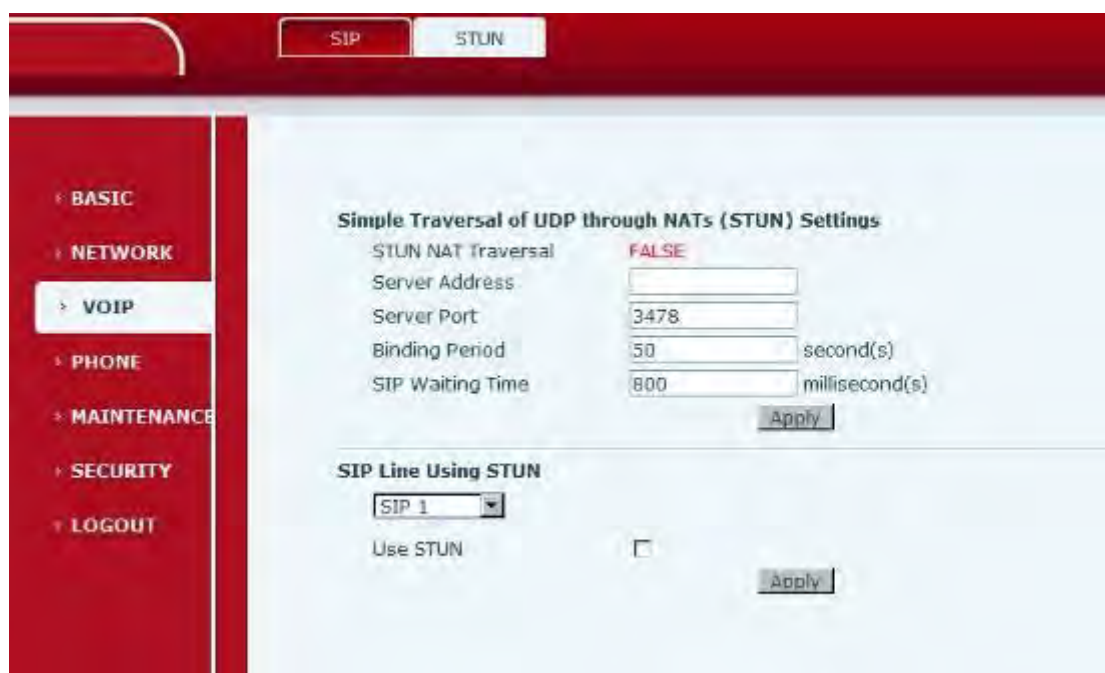 SIP STUN
BASIC
NETWORK
VOIP
PHONE
MAINTENANCE
SECURITY
LOGOUT
Simple Traversal of UDP through NATs (STUN) Settings
STUN NAT Traversal FALSE
Server Address
Server Port 3478
Binding Period 50 second(s)
SIP Waiting Time 800 millisecond(s)
Apply
SIP Line Using STUN
SIP 1
Use STUN
Apply